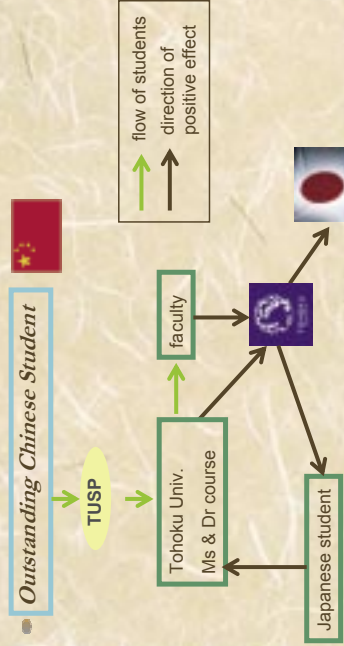 Outstanding Chinese Student
TUSP
Tohoku Univ.
Ms & Dr course
faculty
Japanese student
flow of students
direction of
positive effect